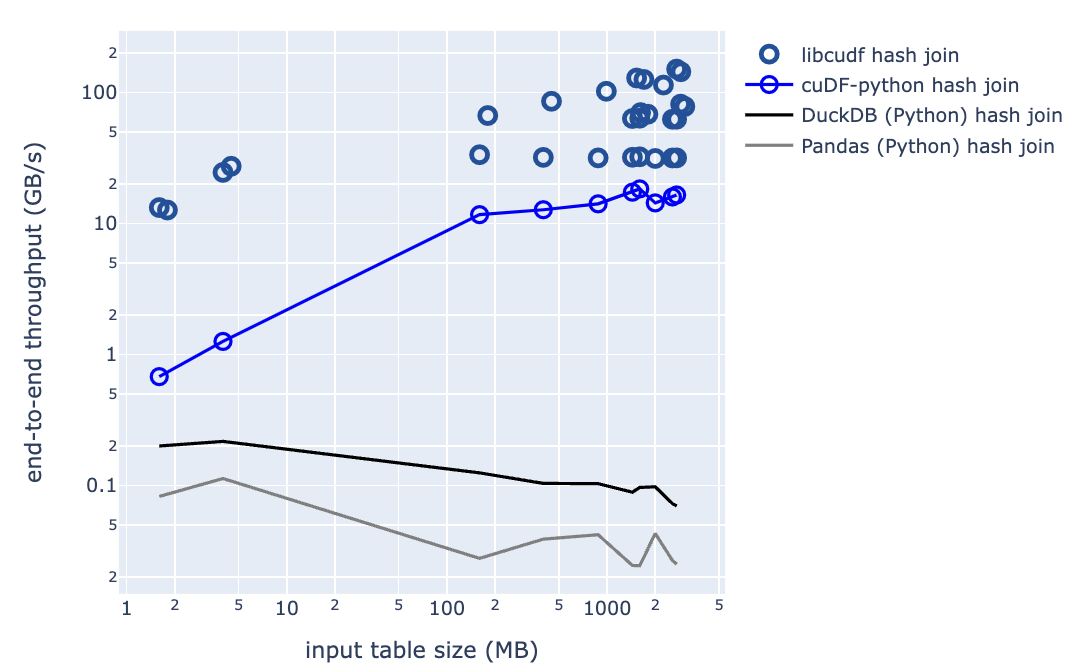 libcudf hash join
cuDF-python hash join
DuckDB (Python) hash join
Pandas (Python) hash join
end-to-end throughput (GB/s)
2
100
5
2
10
5
2
1
5
2
0.1
5
2
1 2 5 10 2 5 100 2 5 1000 2 5
input table size (MB)